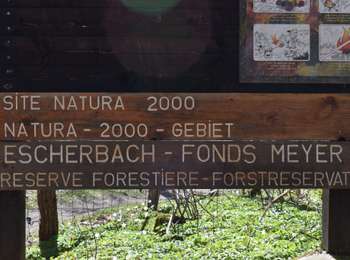 SITE NATURA 2000
NATURA - 2000 - GEBIET
ESCHERBACH - FONDS MEYER
RESERVE FORESTIERE - FORSTRESERVAT